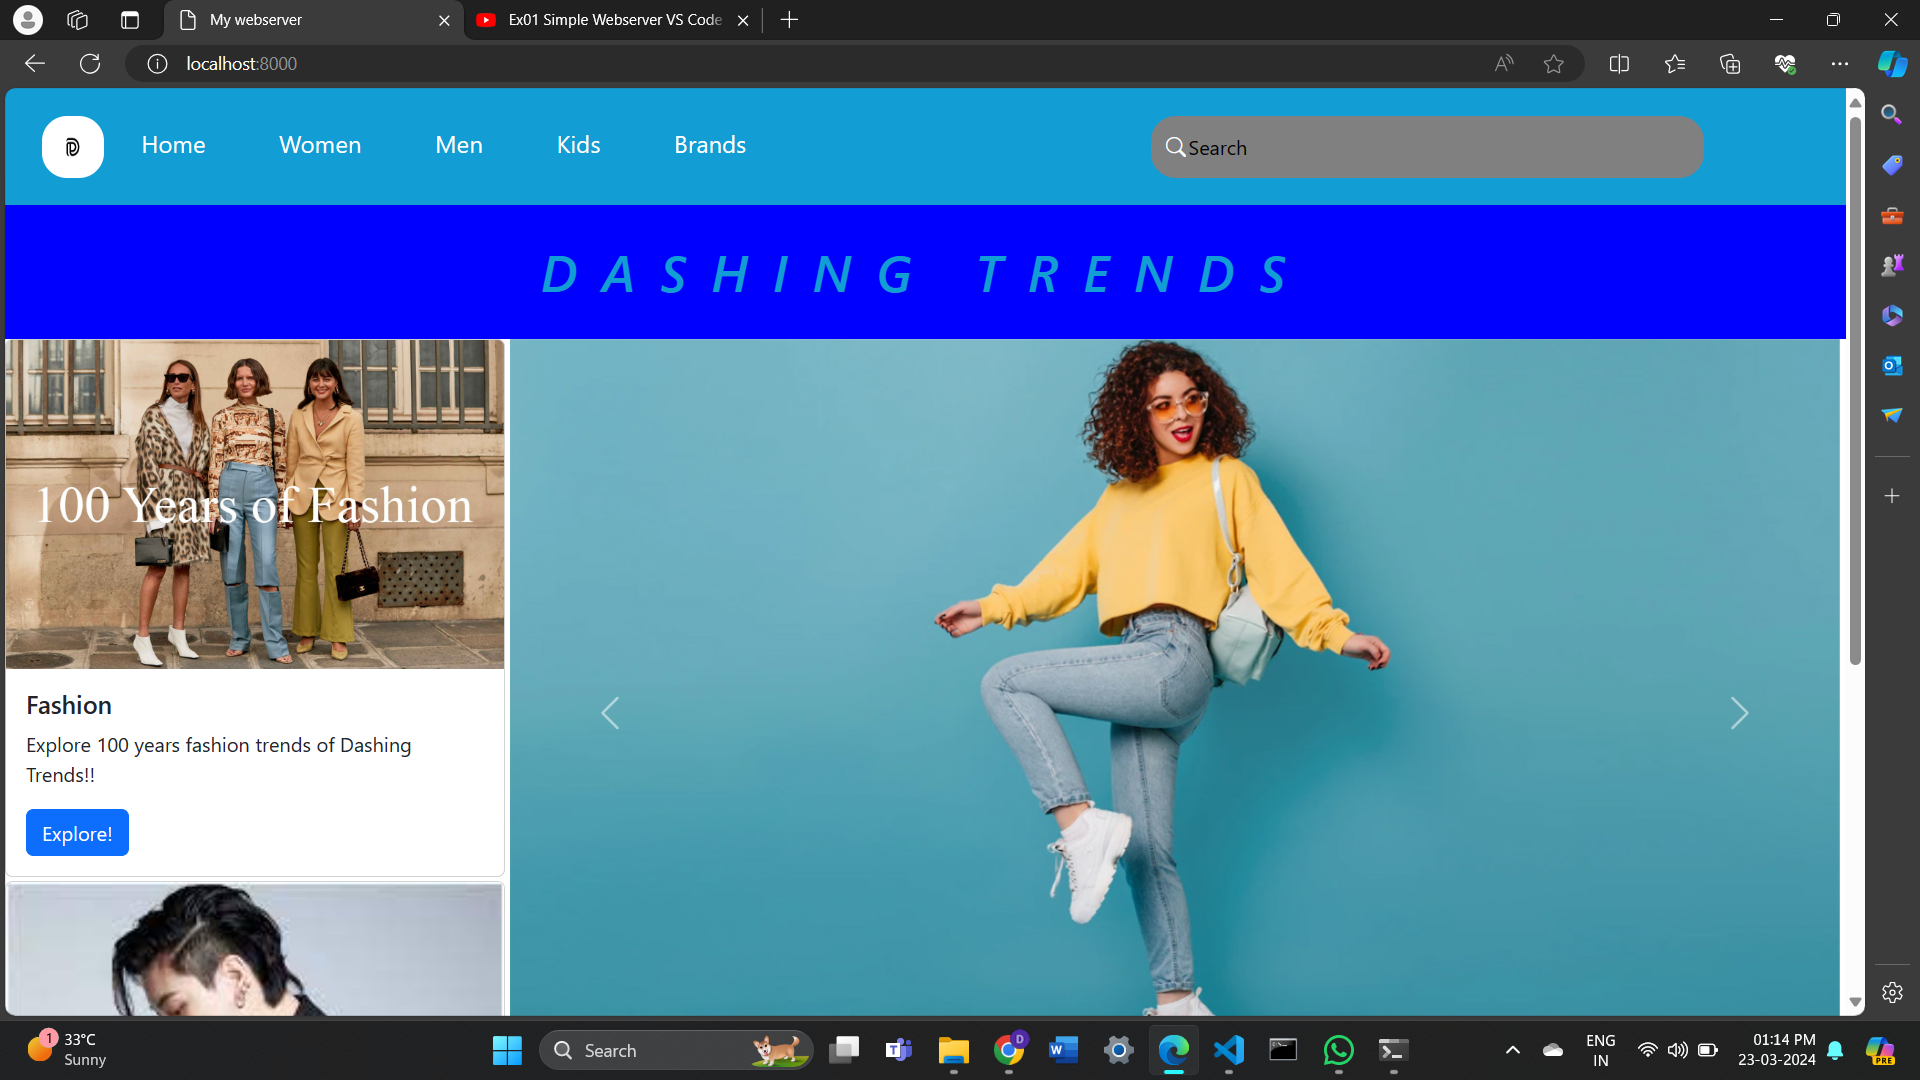 My webserver
Ex01 Simple Webserver VS Code
localhost:8000
Home Women Men Kids Brands
Search
DASHING TRENDS
100 Years of Fashion
Fashion
Explore 100 years fashion trends of Dashing
Trends!!
Explore!
1
33°C
Sunny
Search
D
ENG
IN
01:14 PM
23-03-2024
PRE